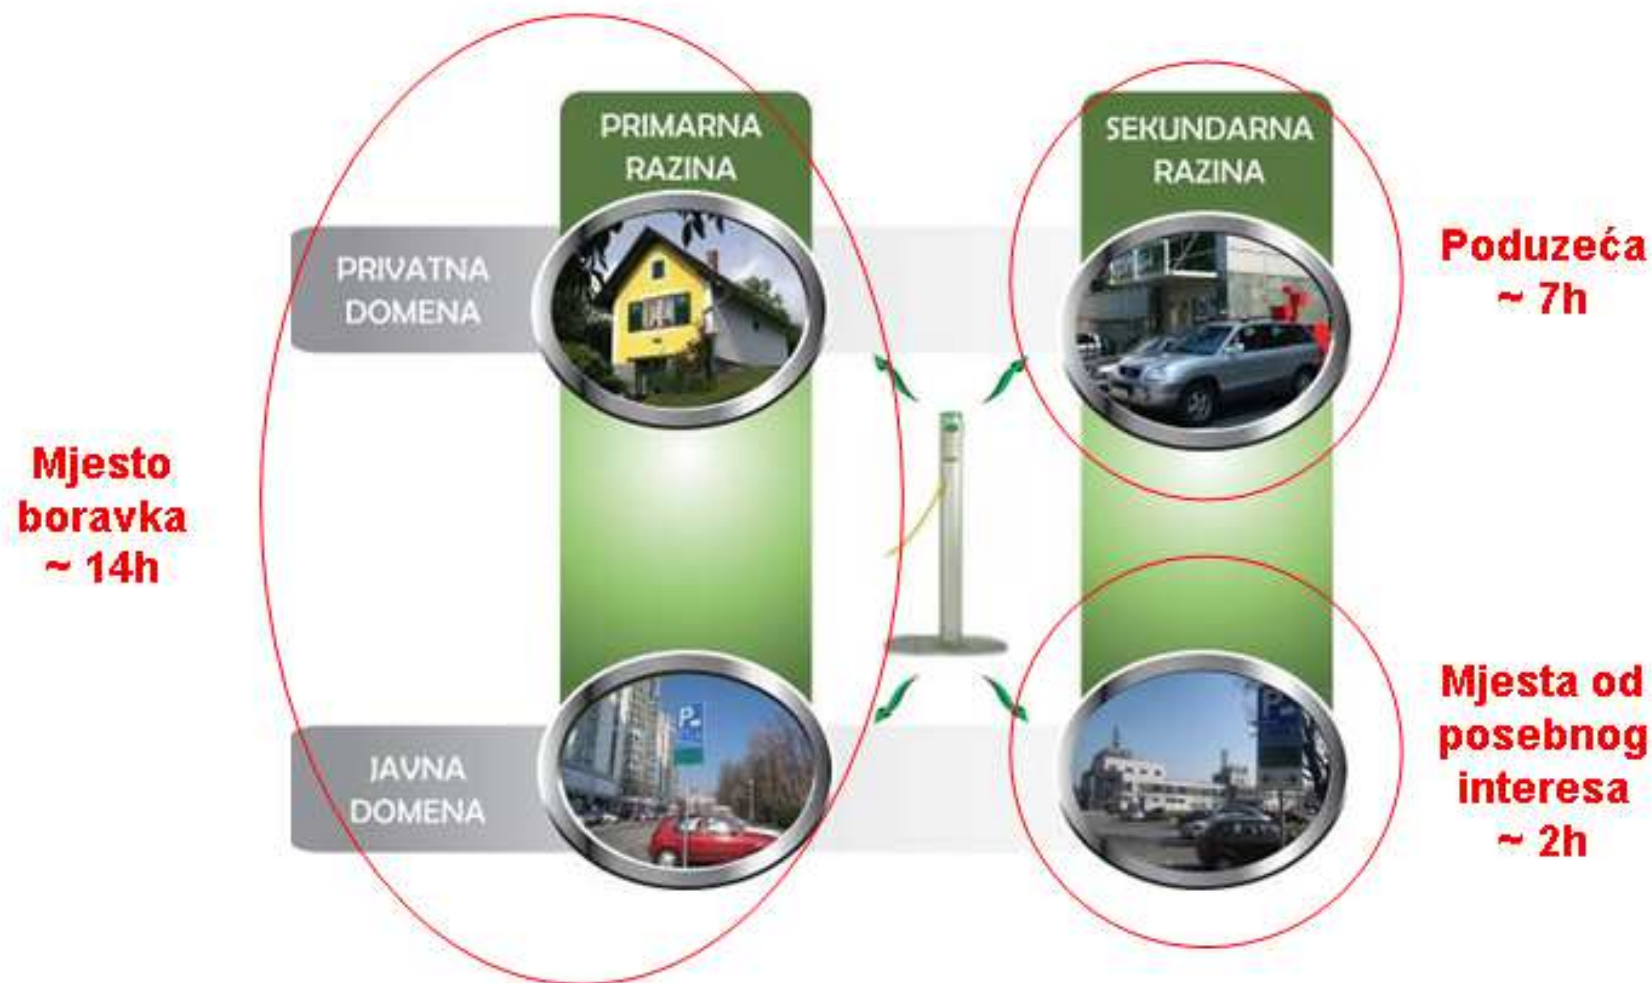 PRIMARNA
RAZINA
SEKUNDARNA
RAZINA
PRIVATNA
DOMENA
Poduzeća
~ 7h
Mjesto
boravka
~ 14h
JAVNA
DOMENA
Mjesta od
posebnog
interesa
~ 2h
P